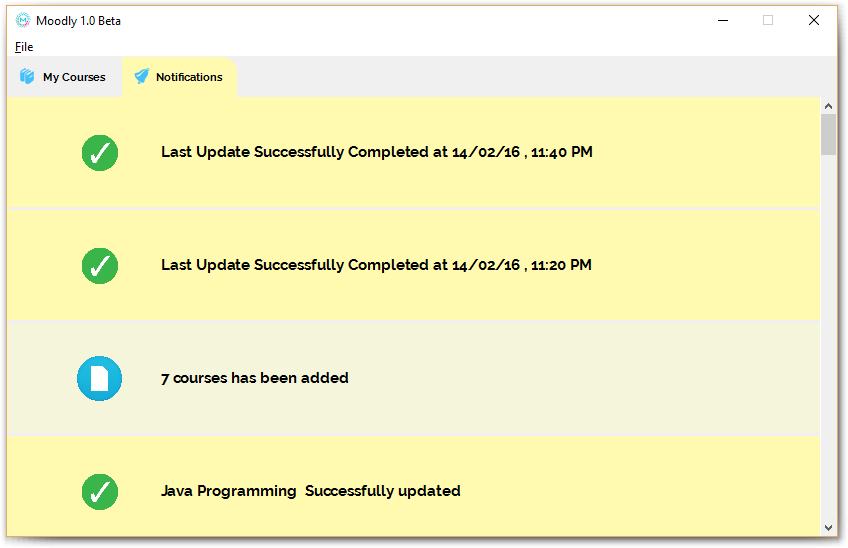 Moodly 1.0 Beta
File
My Courses
Notifications
Last Update Successfully Completed at 14/02/16 , 11:40 PM
Last Update Successfully Completed at 14/02/16 , 11:20 PM
7 courses has been added
Java Programming  Successfully updated